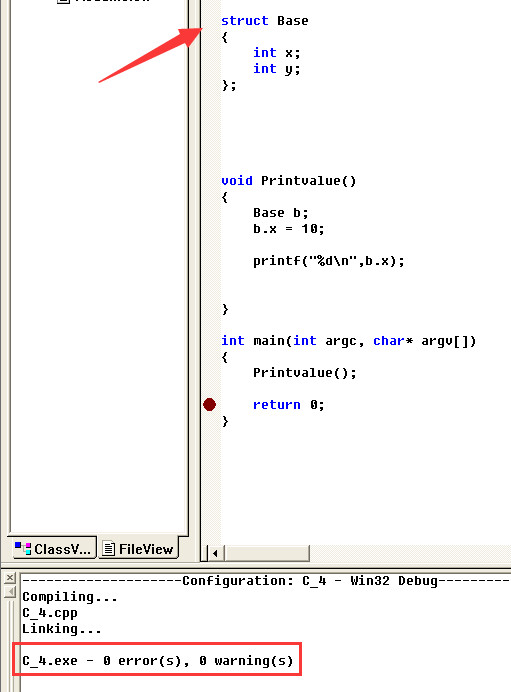 struct Base
{
int x;
int y;
};
void Printvalue()
{
Base b;
b.x = 10;
printf("%d\n",b.x);
}
int main(int argc, char* argv[])
{
Printvalue();
return 0;
}
ClassV... FileView
--------------------Configuration: C_4 - Win32 Debug---------
Compiling...
C_4.cpp
Linking...
C_4.exe - 0 error(s), 0 warning(s)